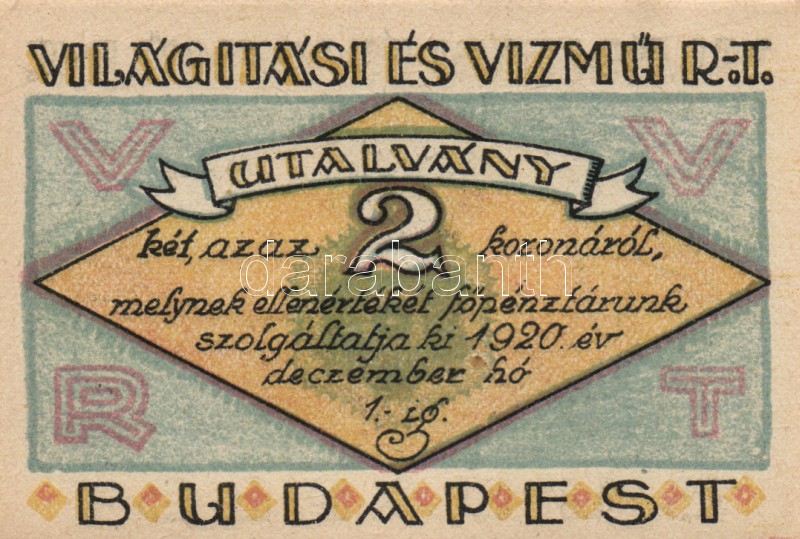 VILÁGITÁSI ÉS VIZMŰ R.-T.
V V
UTALVÁNY
két, azaz 2 koronáról,
darabanth
melynek ellenértékét főpénztárunk
szolgáltatja ki 1920. év
deczember hó
1.- ig.
R T
BUDAPEST